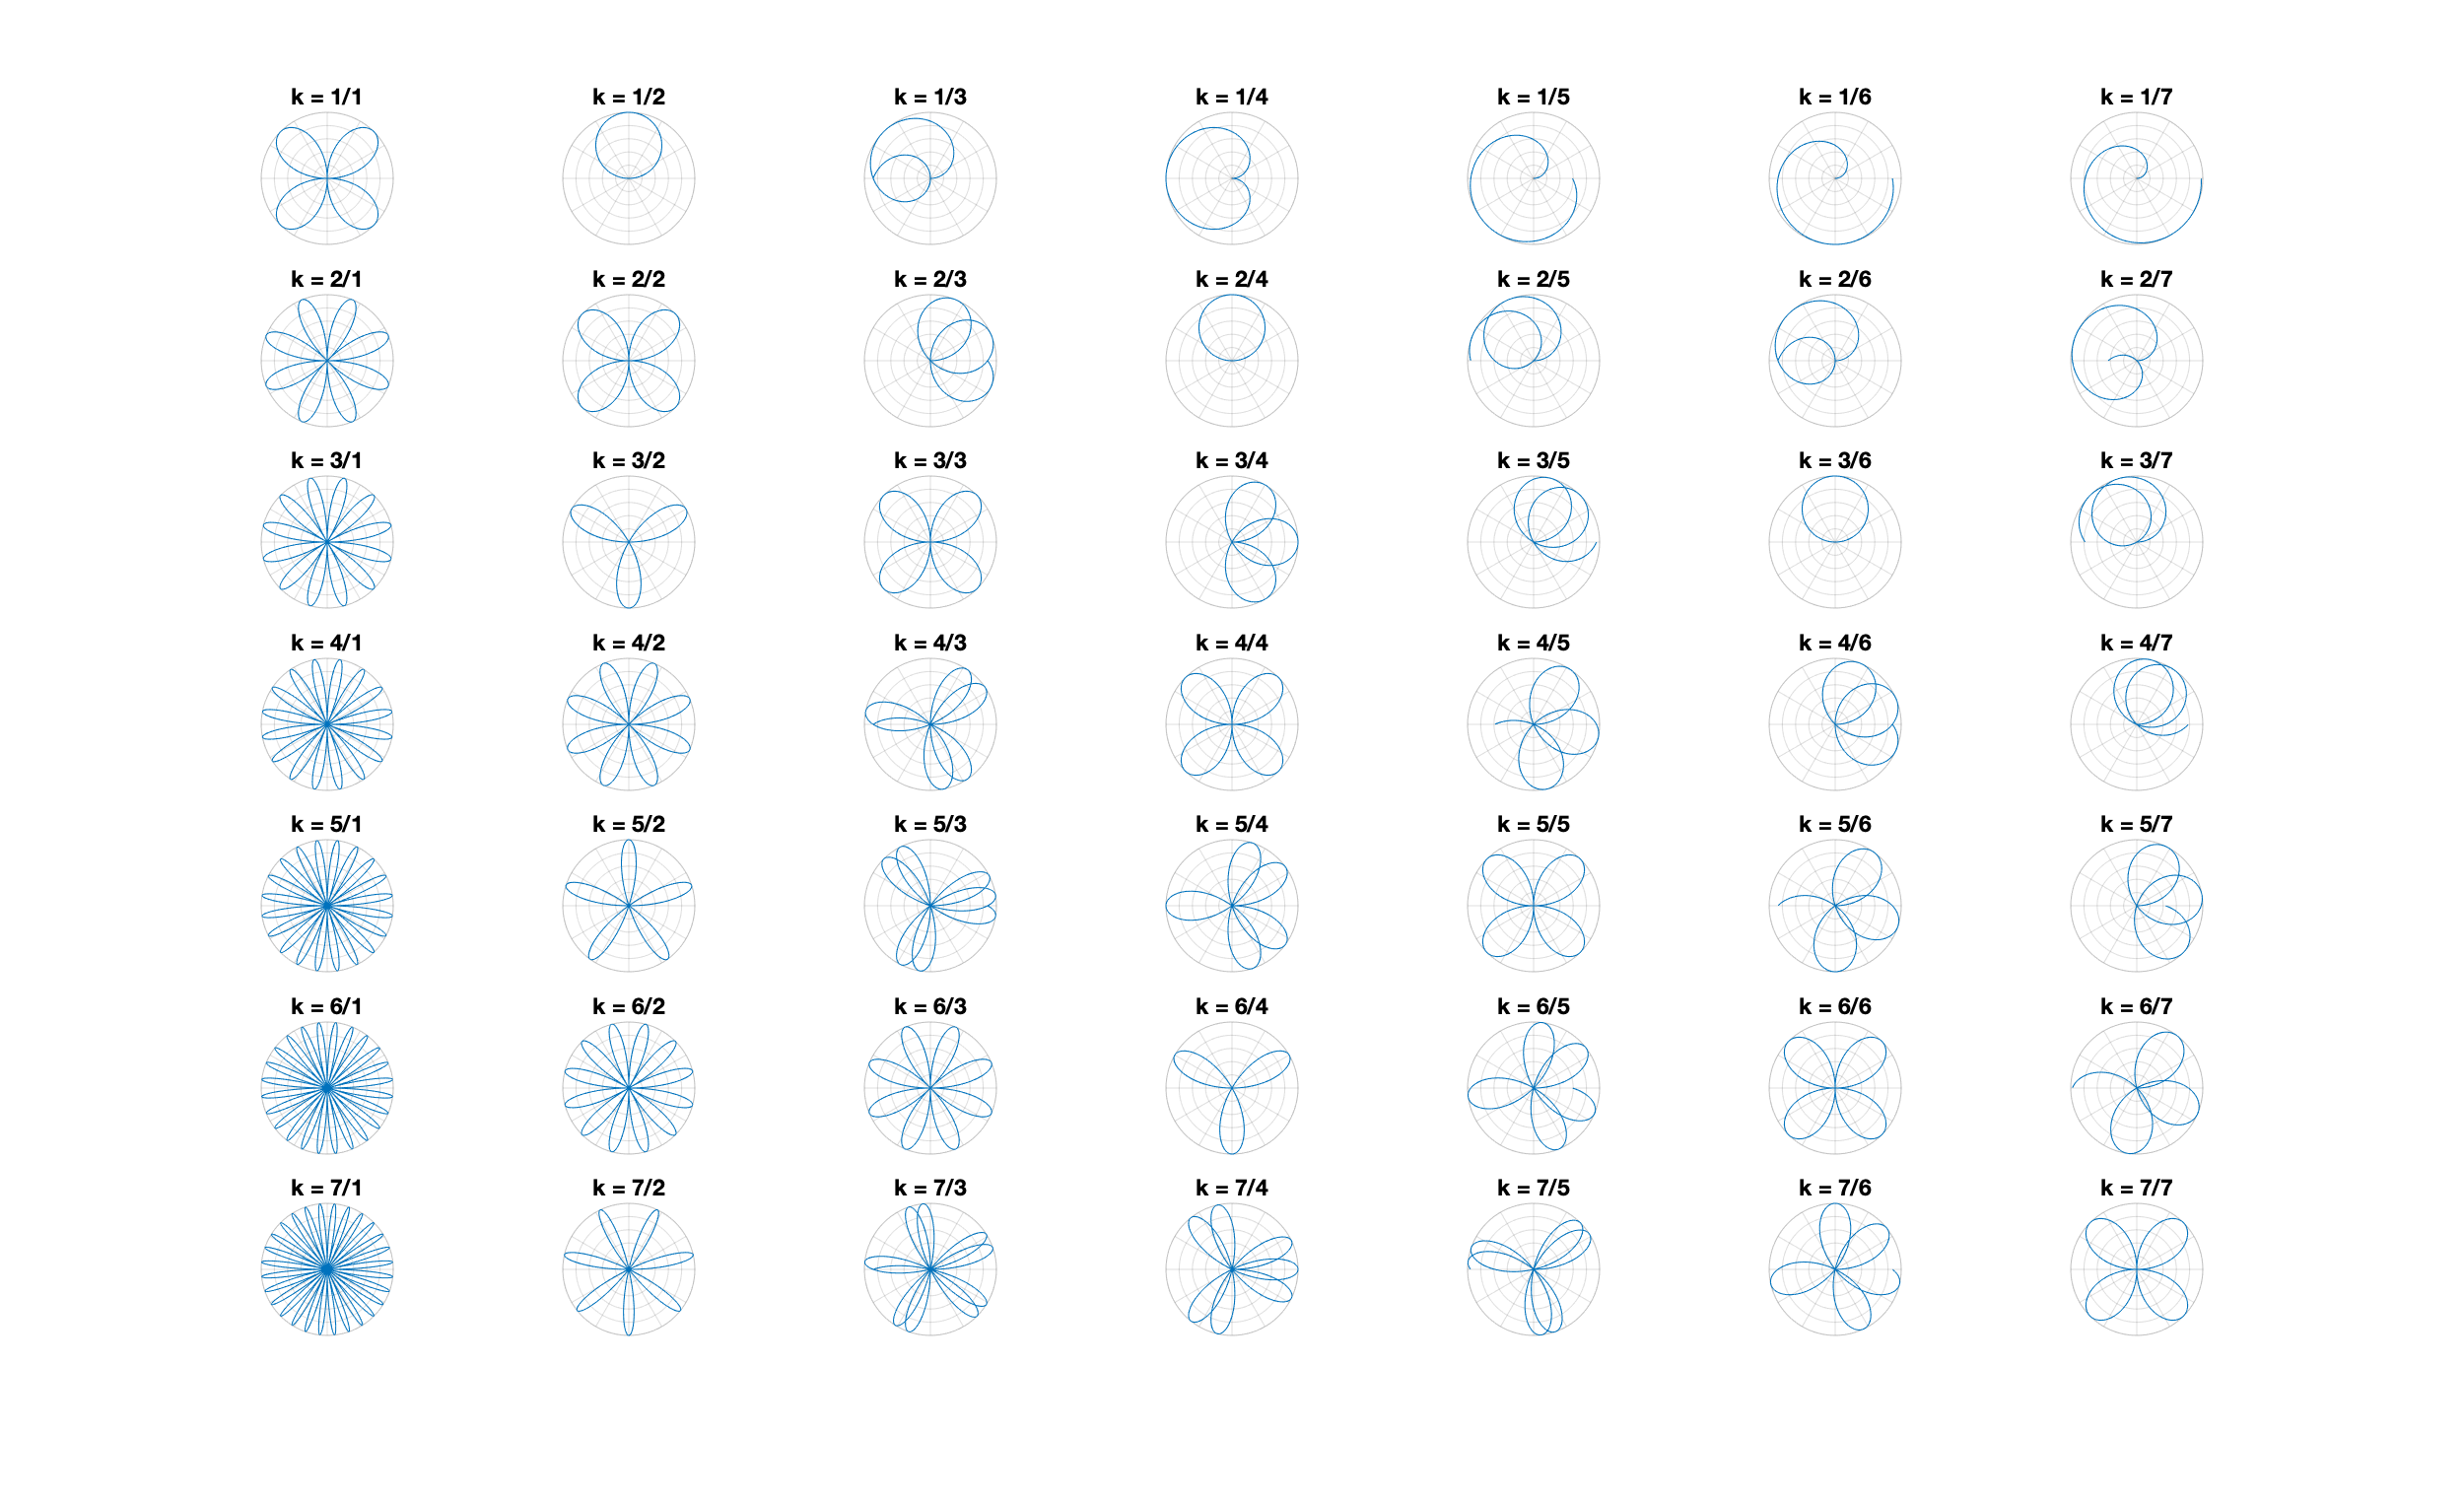 k = 1/1 k = 1/2 k = 1/3 k = 1/4 k = 1/5 k = 1/6 k = 1/7
k = 2/1 k = 2/2 k = 2/3 k = 2/4 k = 2/5 k = 2/6 k = 2/7
k = 3/1 k = 3/2 k = 3/3 k = 3/4 k = 3/5 k = 3/6 k = 3/7
k = 4/1 k = 4/2 k = 4/3 k = 4/4 k = 4/5 k = 4/6 k = 4/7
k = 5/1 k = 5/2 k = 5/3 k = 5/4 k = 5/5 k = 5/6 k = 5/7
k = 6/1 k = 6/2 k = 6/3 k = 6/4 k = 6/5 k = 6/6 k = 6/7
k = 7/1 k = 7/2 k = 7/3 k = 7/4 k = 7/5 k = 7/6 k = 7/7